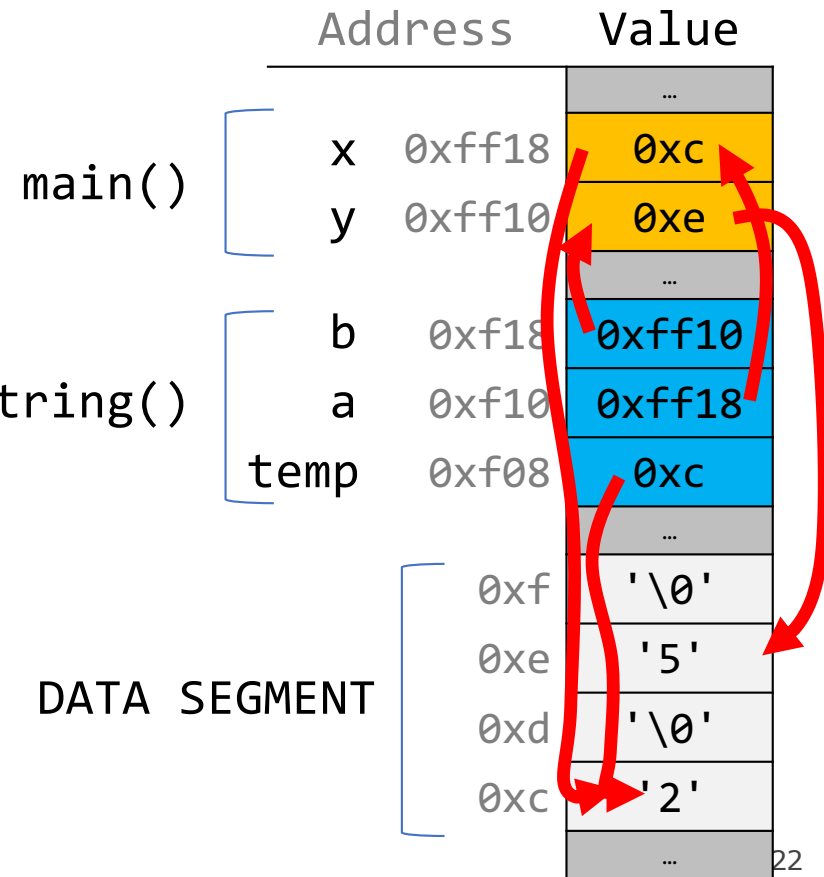 Address Value
…
x 0xff18 0xc
main()
y 0xff10 0xe
…
b 0xf18 0xff10
tring() a 0xf10 0xff18
temp 0xf08 0xc
…
0xf '\0'
0xe '5'
DATA SEGMENT
0xd '\0'
0xc '2'
… 22